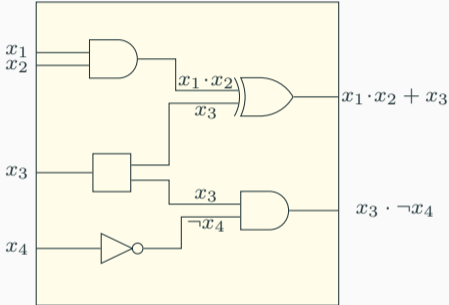 x₁
x₂
x₁·x₂
x₃
x₁·x₂ + x₃
x₃
x₃
¬x₄
x₃ · ¬x₄
x₄